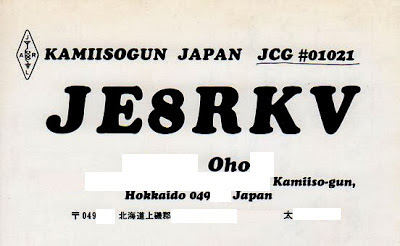 KAMIISOGUN JAPAN JCG #01021
JE8RKV
Oho
Kamiiso-gun,
Hokkaido 049 Japan
〒049 北海道上磯郡 太